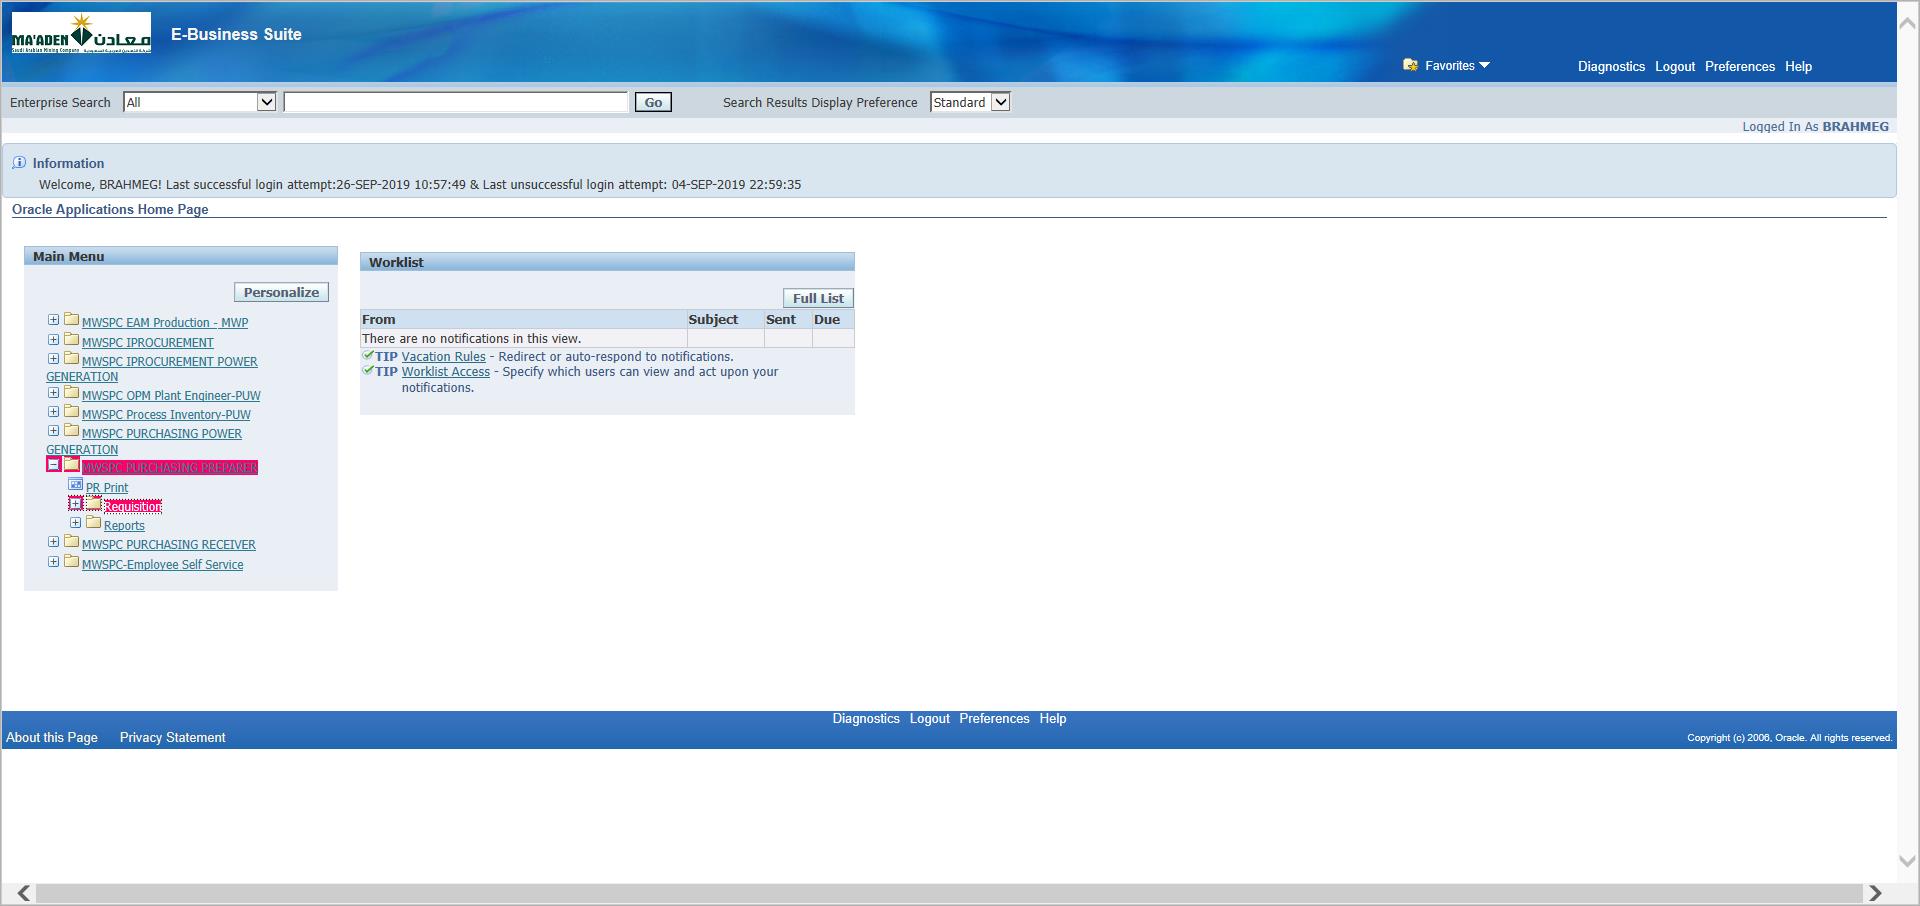 MA'ADEN معادن
Saudi Arabian Mining Company
E-Business Suite
Favorites
Diagnostics Logout Preferences Help
Enterprise Search All Go Search Results Display Preference Standard
Logged In As BRAHMEG
Information
Welcome, BRAHMEG! Last successful login attempt:26-SEP-2019 10:57:49 & Last unsuccessful login attempt: 04-SEP-2019 22:59:35
Oracle Applications Home Page
Main Menu
Personalize
MWSPC EAM Production - MWP
MWSPC IPROCUREMENT
MWSPC IPROCUREMENT POWER
GENERATION
MWSPC OPM Plant Engineer-PUW
MWSPC Process Inventory-PUW
MWSPC PURCHASING POWER
GENERATION
MWSPC PURCHASING PREPARER
PR Print
Requisition
Reports
MWSPC PURCHASING RECEIVER
MWSPC-Employee Self Service
Worklist
Full List
From Subject Sent Due
There are no notifications in this view.
TIP Vacation Rules - Redirect or auto-respond to notifications.
TIP Worklist Access - Specify which users can view and act upon your
notifications.
Diagnostics Logout Preferences Help
About this Page Privacy Statement
Copyright (c) 2006, Oracle. All rights reserved.